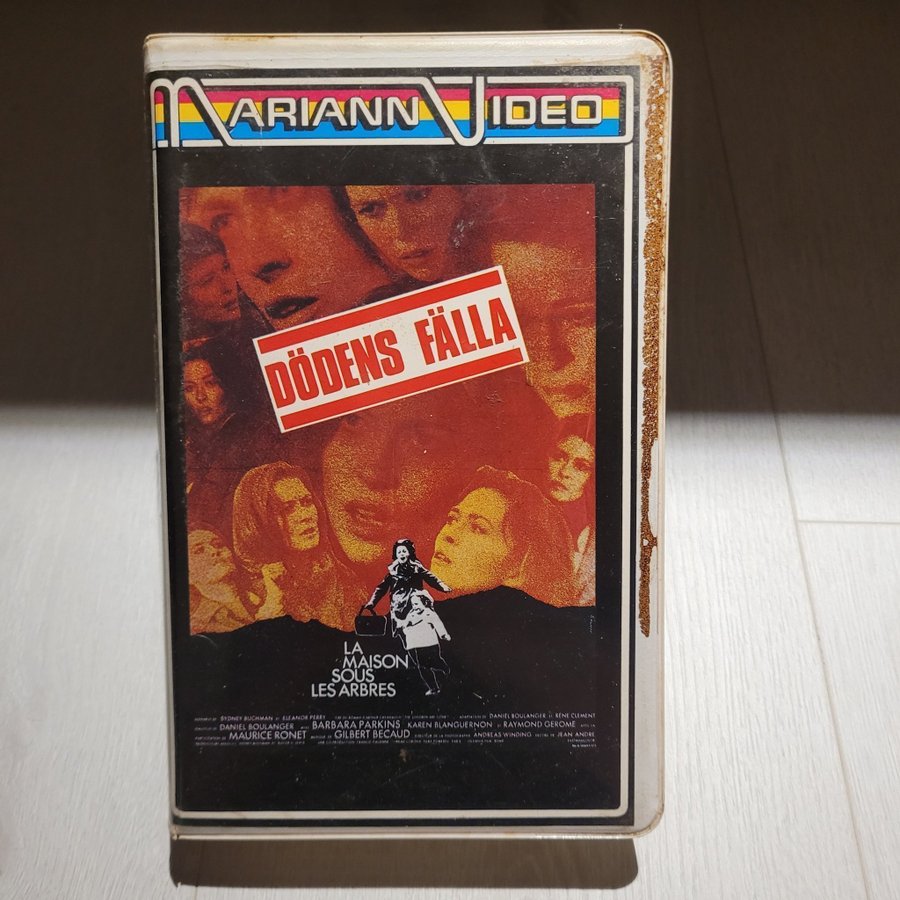 MARIANN VIDEO
DÖDENS FÄLLA
LA
MAISON
SOUS
LES ARBRES
SYDNEY BUCHMAN ELEANOR PERRY DANIEL BOULANGER RENE CLEMENT
DANIEL BOULANGER BARBARA PARKINS KAREN BLANGUERNON RAYMOND GEROME
MAURICE RONET GILBERT BECAUD ANDREAS WINDING JEAN ANDRE